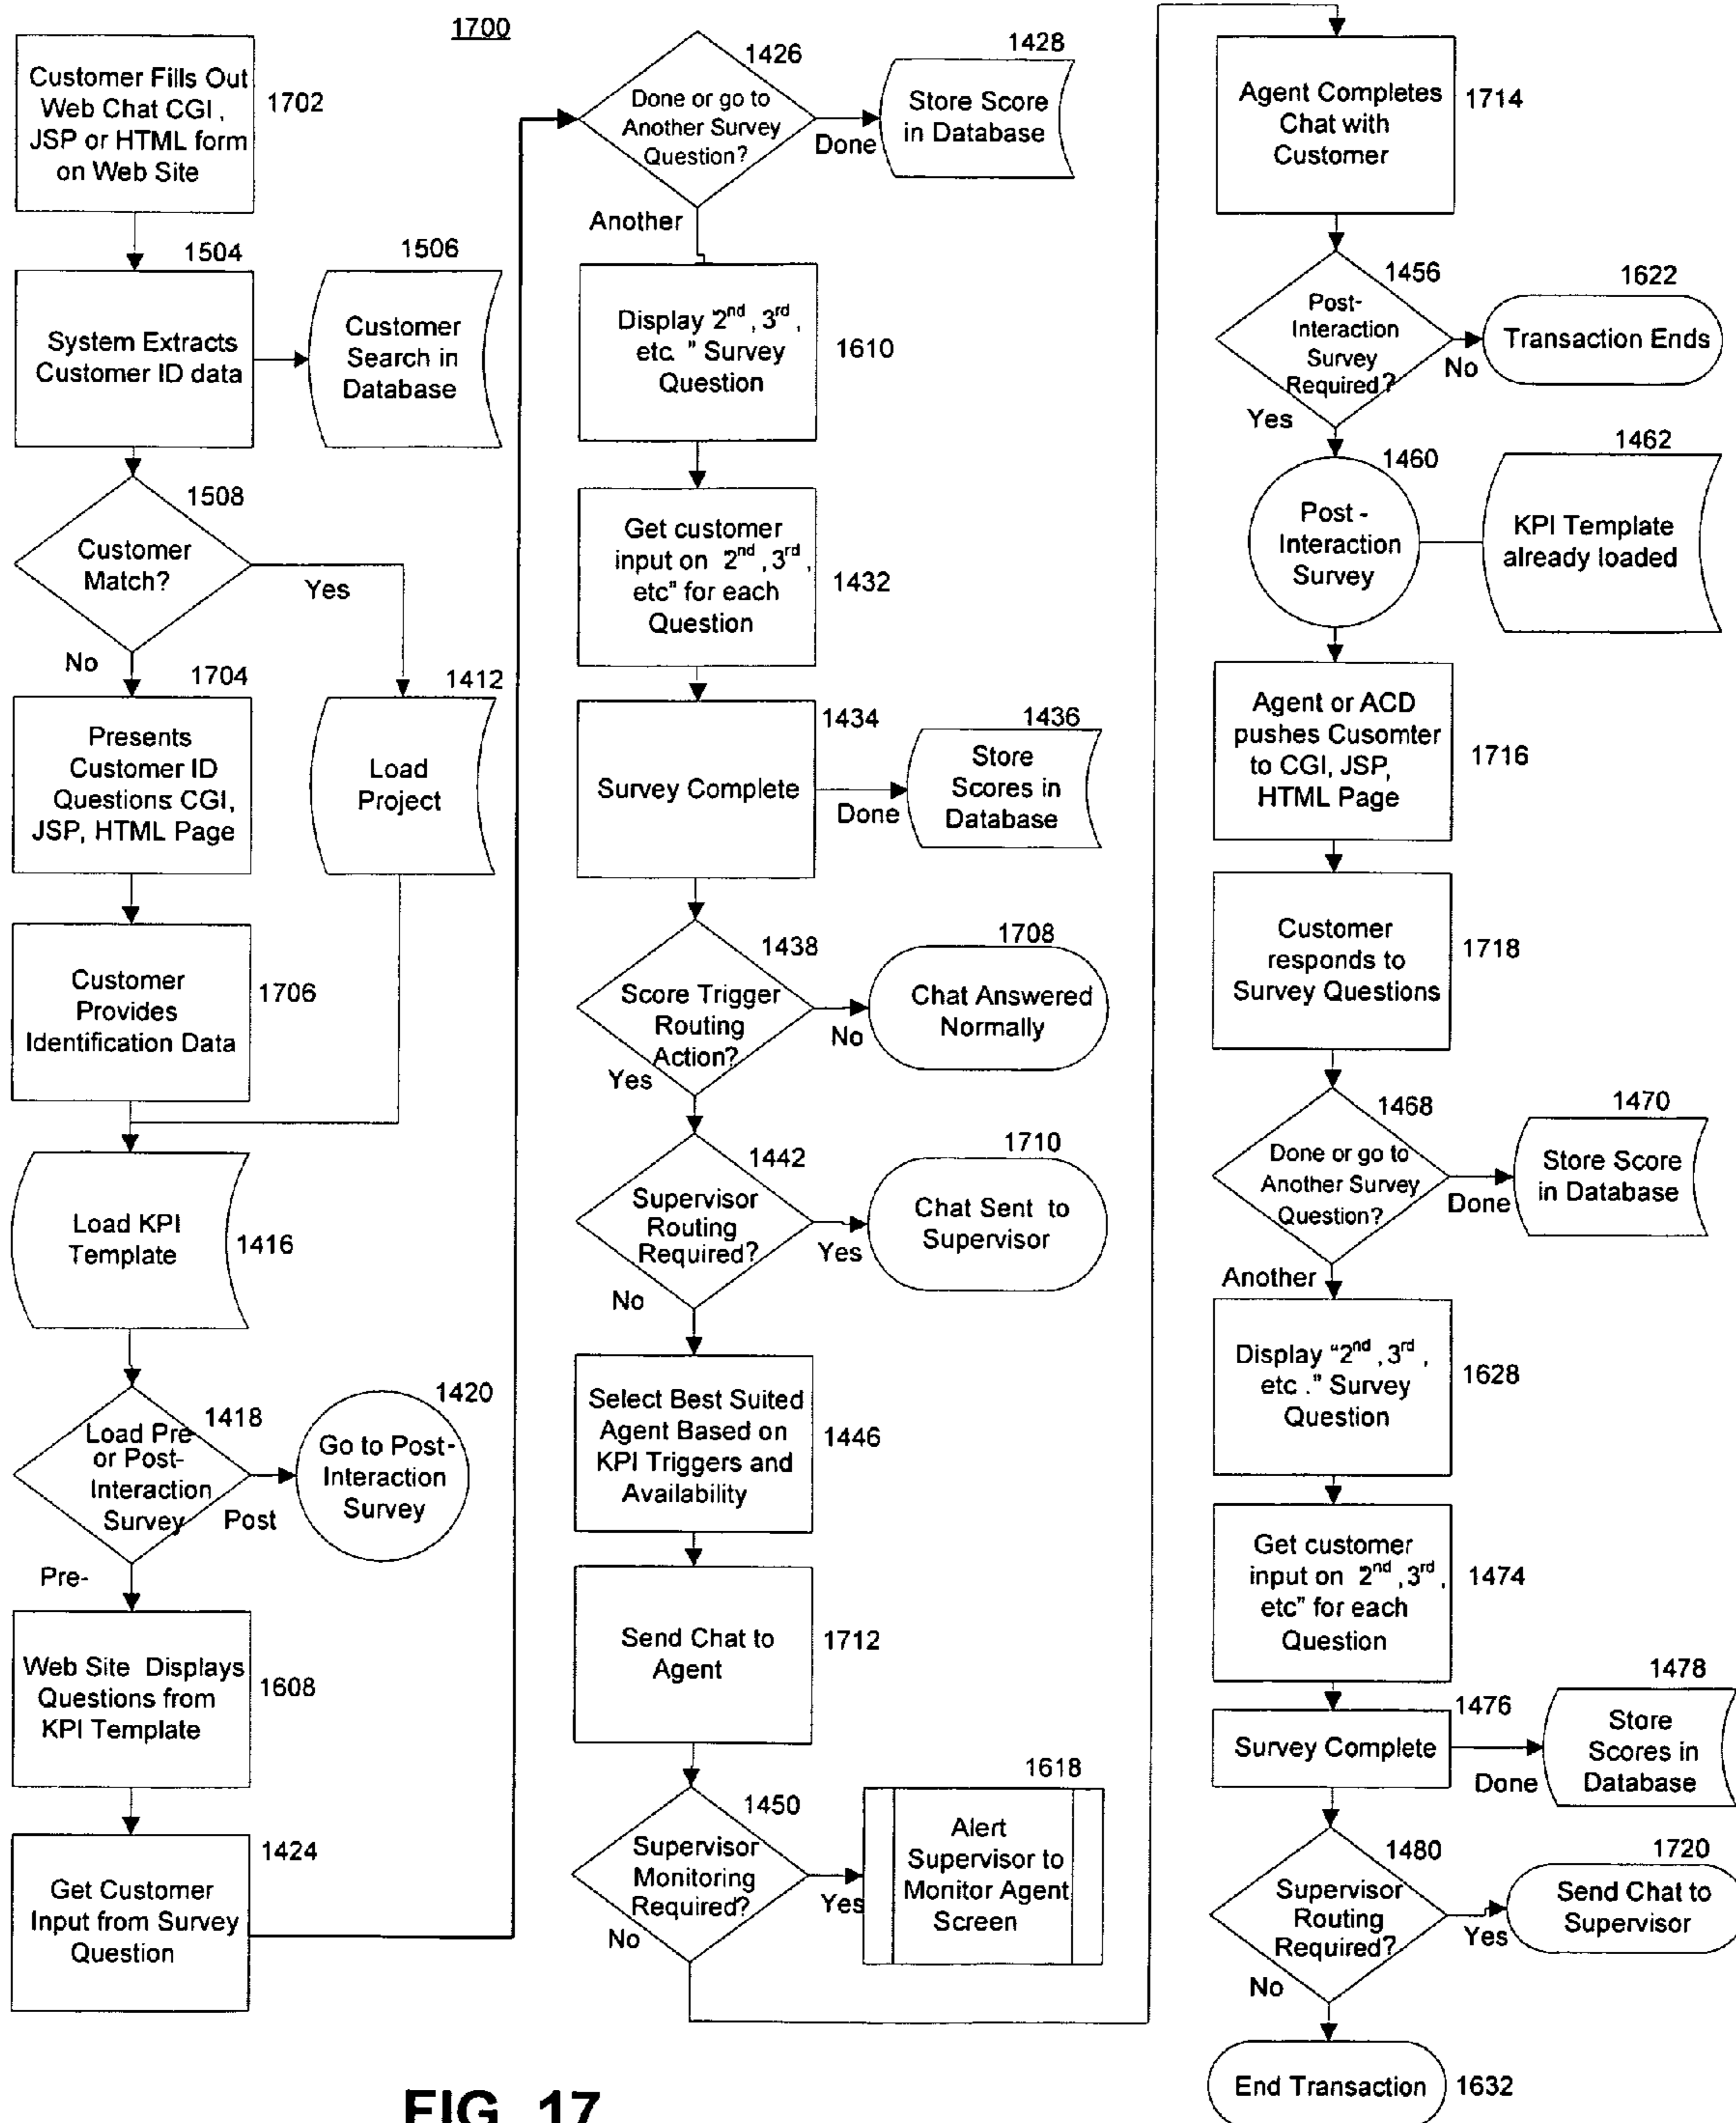 1700
Customer Fills Out
Web Chat CGI,
JSP or HTML form
on Web Site
1702
1504
System Extracts
Customer ID data
1506
Customer
Search in
Database
1508
Customer
Match?
Yes
No
1704
Presents
Customer ID
Questions CGI,
JSP, HTML Page
1412
Load
Project
Customer
Provides
Identification Data
1706
Load KPI
Template
1416
1418
Load Pre
or Post-
Interaction
Survey
Post
1420
Go to Post-
Interaction
Survey
Pre-
Web Site Displays
Questions from
KPI Template
1608
1424
Get Customer
Input from Survey
Question
1426
Done or go to
Another Survey
Question?
Done
1428
Store Score
in Database
Another
Display 2nd, 3rd,
etc. " Survey
Question
1610
Get customer
input on 2nd, 3rd,
etc" for each
Question
1432
1434
Survey Complete
Done
1436
Store
Scores in
Database
1438
Score Trigger
Routing
Action?
No
1708
Chat Answered
Normally
Yes
1442
Supervisor
Routing
Required?
Yes
1710
Chat Sent to
Supervisor
No
Select Best Suited
Agent Based on
KPI Triggers and
Availability
1446
Send Chat to
Agent
1712
1450
Supervisor
Monitoring
Required?
Yes
1618
Alert
Supervisor to
Monitor Agent
Screen
No
Agent Completes
Chat with
Customer
1714
1456
Post-
Interaction
Survey
Required?
No
1622
Transaction Ends
Yes
1460
Post -
Interaction
Survey
1462
KPI Template
already loaded
Agent or ACD
pushes Cusomter
to CGI, JSP,
HTML Page
1716
Customer
responds to
Survey Questions
1718
1468
Done or go to
Another Survey
Question?
Done
1470
Store Score
in Database
Another
Display "2nd, 3rd,
etc ." Survey
Question
1628
Get customer
input on 2nd, 3rd,
etc" for each
Question
1474
1476
Survey Complete
Done
1478
Store
Scores in
Database
1480
Supervisor
Routing
Required?
Yes
1720
Send Chat to
Supervisor
No
End Transaction
1632
FIG. 17